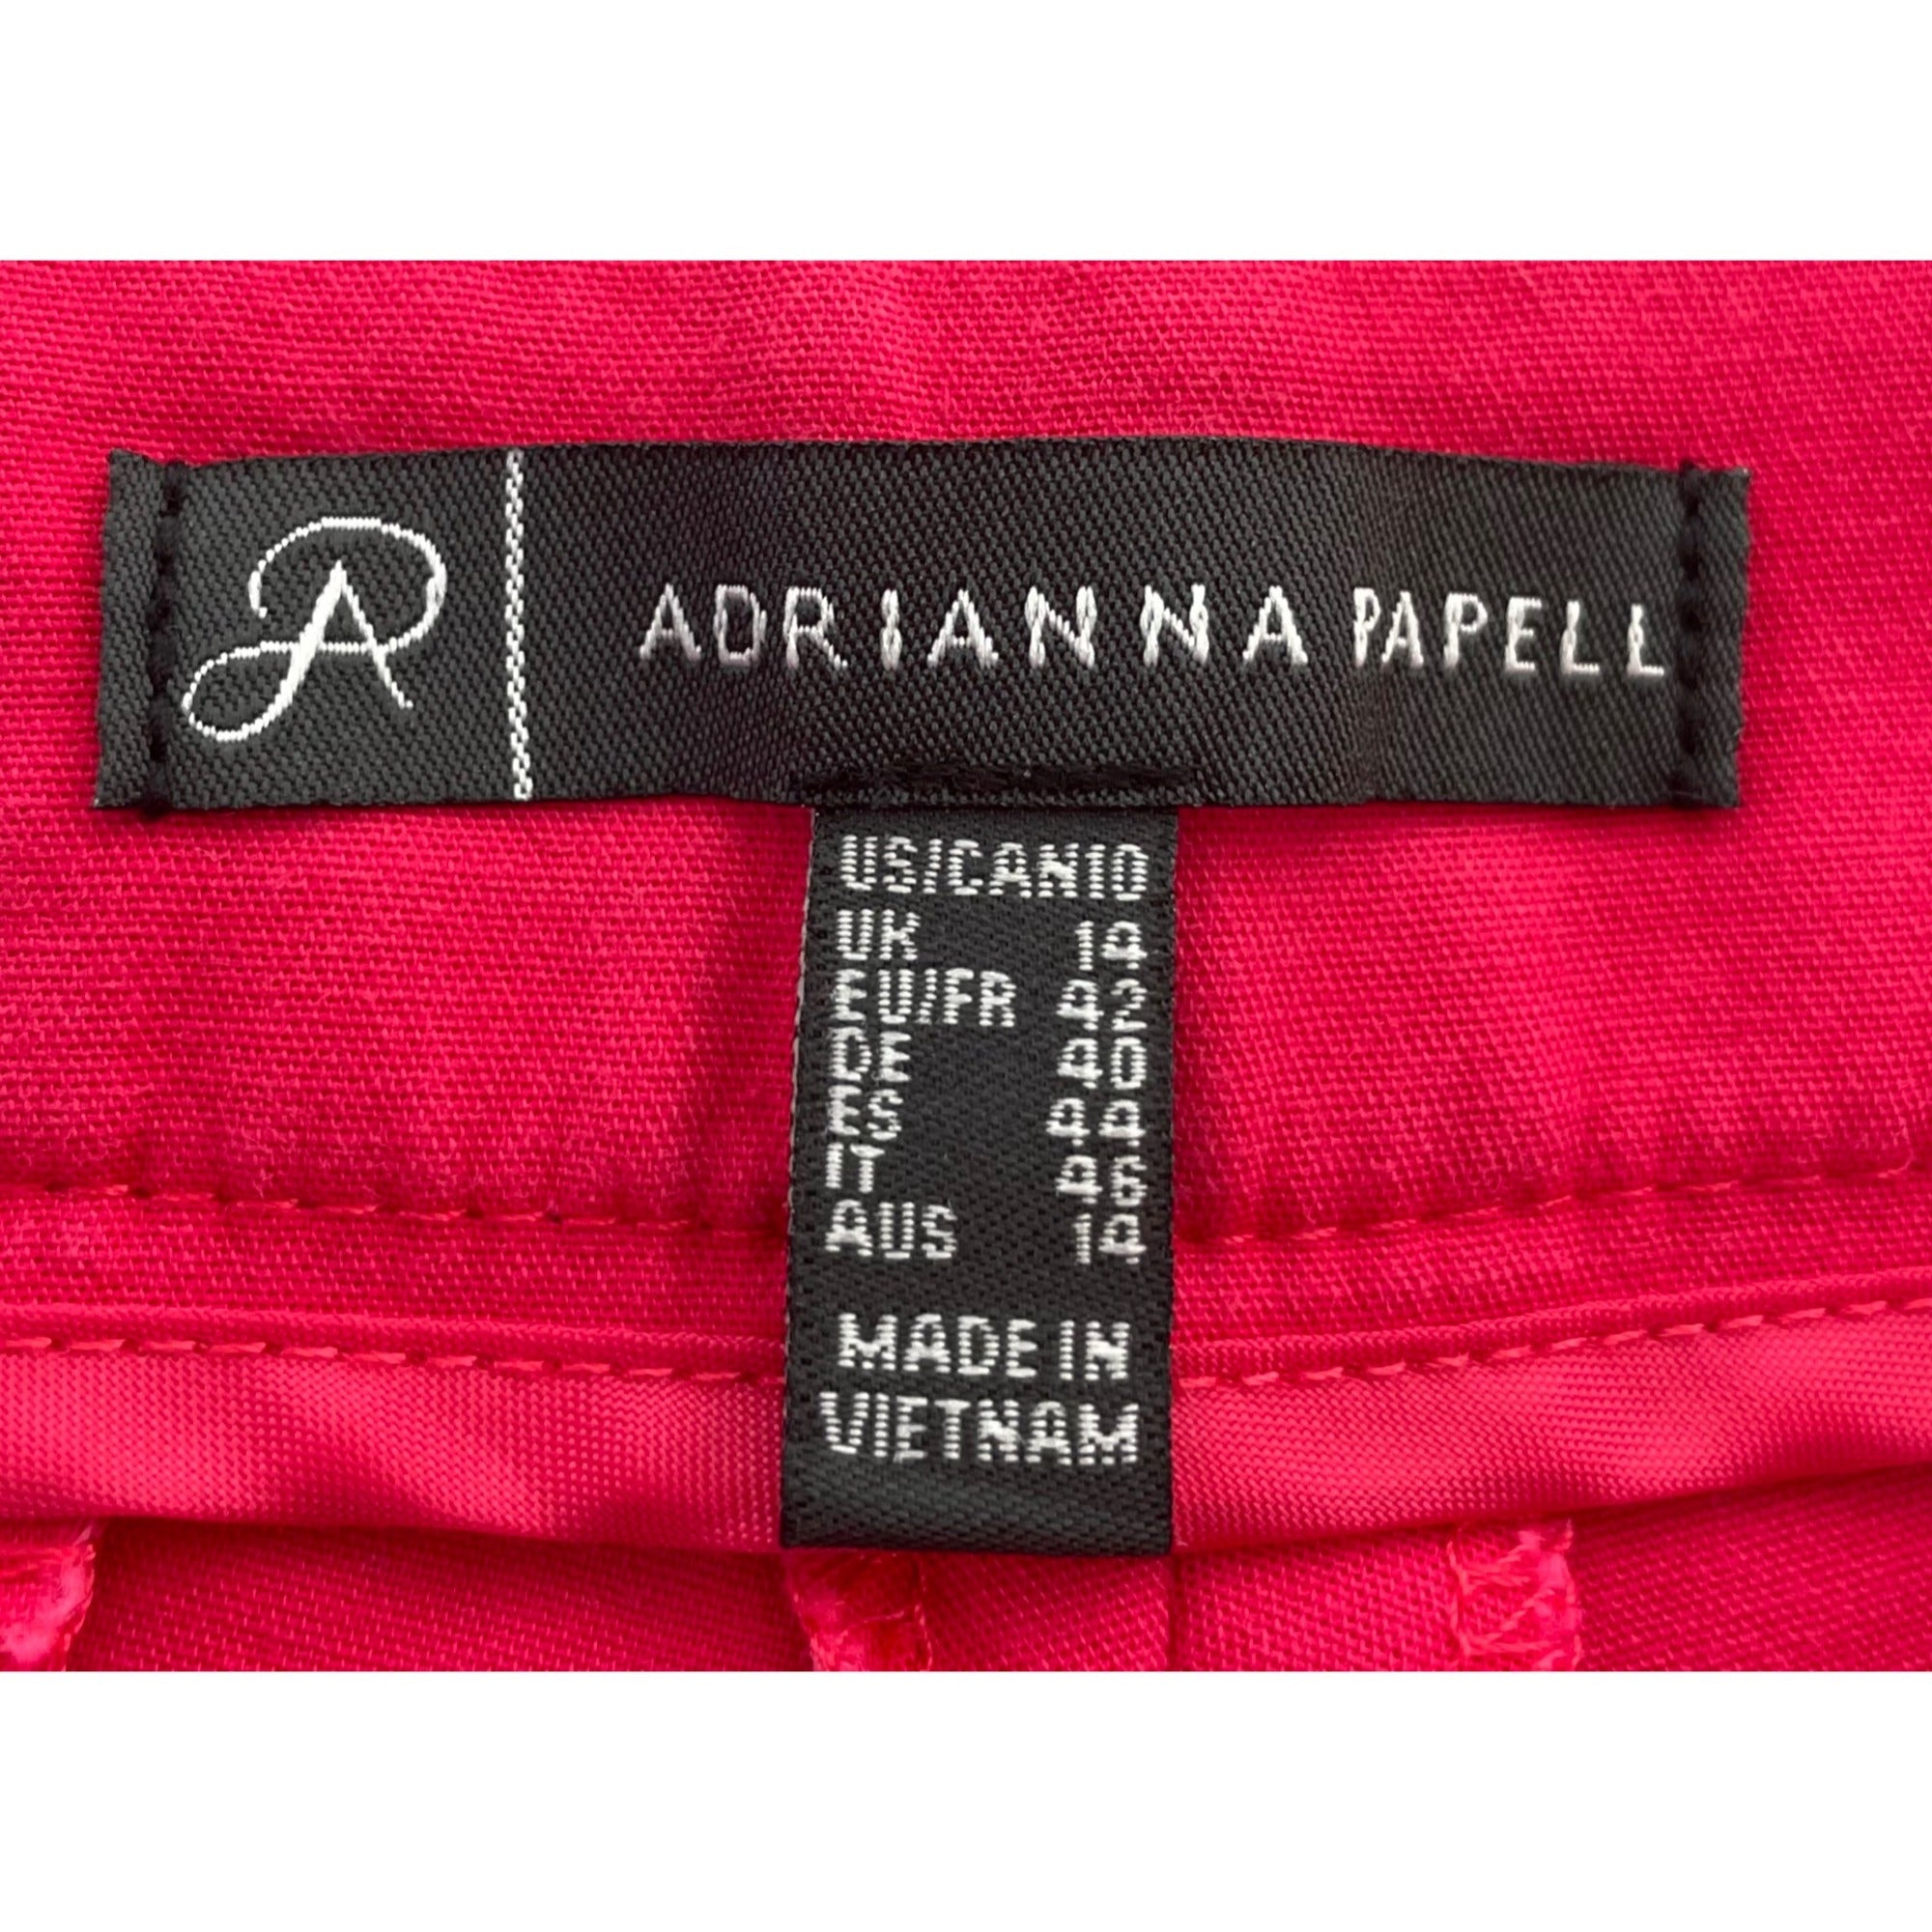 AP ADRIANNA PAPELL
US/CAN10
UK 14
EU/FR 42
DE 40
ES 44
IT 46
AUS 14
MADE IN
VIETNAM